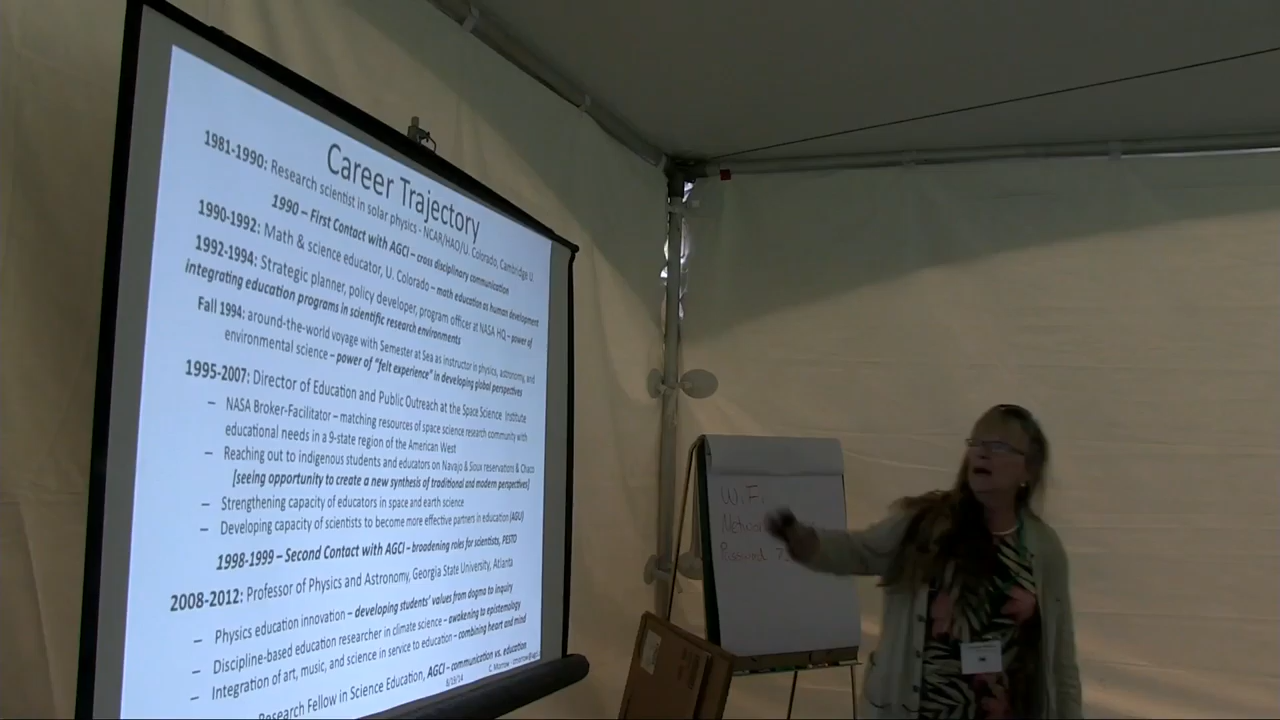 Career Trajectory
1981-1990: Research scientist in solar physics - NCAR/HAO/U. Colorado, Cambridge U.
1990 – First Contact with AGCI – cross disciplinary communication
1990-1992: Math & science educator, U. Colorado – math education as human development
1992-1994: Strategic planner, policy developer, program officer at NASA HQ – power of
integrating education programs in scientific research environments
Fall 1994: around-the-world voyage with Semester at Sea as instructor in physics, astronomy, and
environmental science – power of "felt experience" in developing global perspectives
1995-2007: Director of Education and Public Outreach at the Space Science Institute
– NASA Broker-Facilitator – matching resources of space science research community with
educational needs in a 9-state region of the American West
– Reaching out to indigenous students and educators on Navajo & Sioux reservations & Chaco
[seeing opportunity to create a new synthesis of traditional and modern perspectives]
– Strengthening capacity of educators in space and earth science
– Developing capacity of scientists to become more effective partners in education (AGU)
1998-1999 – Second Contact with AGCI – broadening roles for scientists, PESTO
2008-2012: Professor of Physics and Astronomy, Georgia State University, Atlanta
– Physics education innovation – developing students' values from dogma to inquiry
– Discipline-based education researcher in climate science – awakening to epistemology
– Integration of art, music, and science in service to education – combining heart and mind
Research Fellow in Science Education, AGCI - communication vs. education
8/19/14
C. Morrow -
WiFi
Network
Password